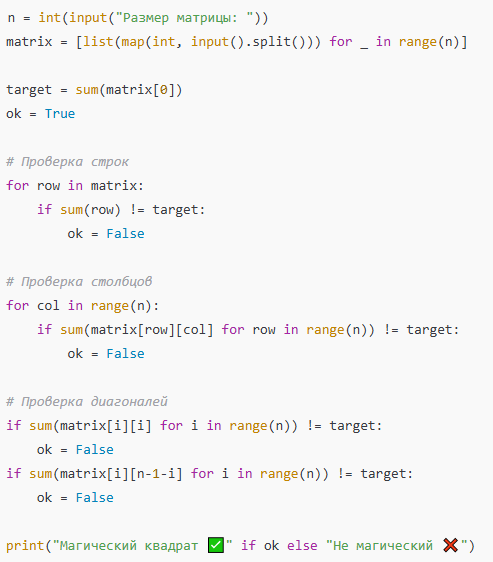 n = int(input("Размер матрицы: "))
matrix = [list(map(int, input().split())) for _ in range(n)]

target = sum(matrix[0])
ok = True

# Проверка строк
for row in matrix:
    if sum(row) != target:
        ok = False

# Проверка столбцов
for col in range(n):
    if sum(matrix[row][col] for row in range(n)) != target:
        ok = False

# Проверка диагоналей
if sum(matrix[i][i] for i in range(n)) != target:
    ok = False
if sum(matrix[i][n-1-i] for i in range(n)) != target:
    ok = False

print("Магический квадрат ✅" if ok else "Не магический ❌")